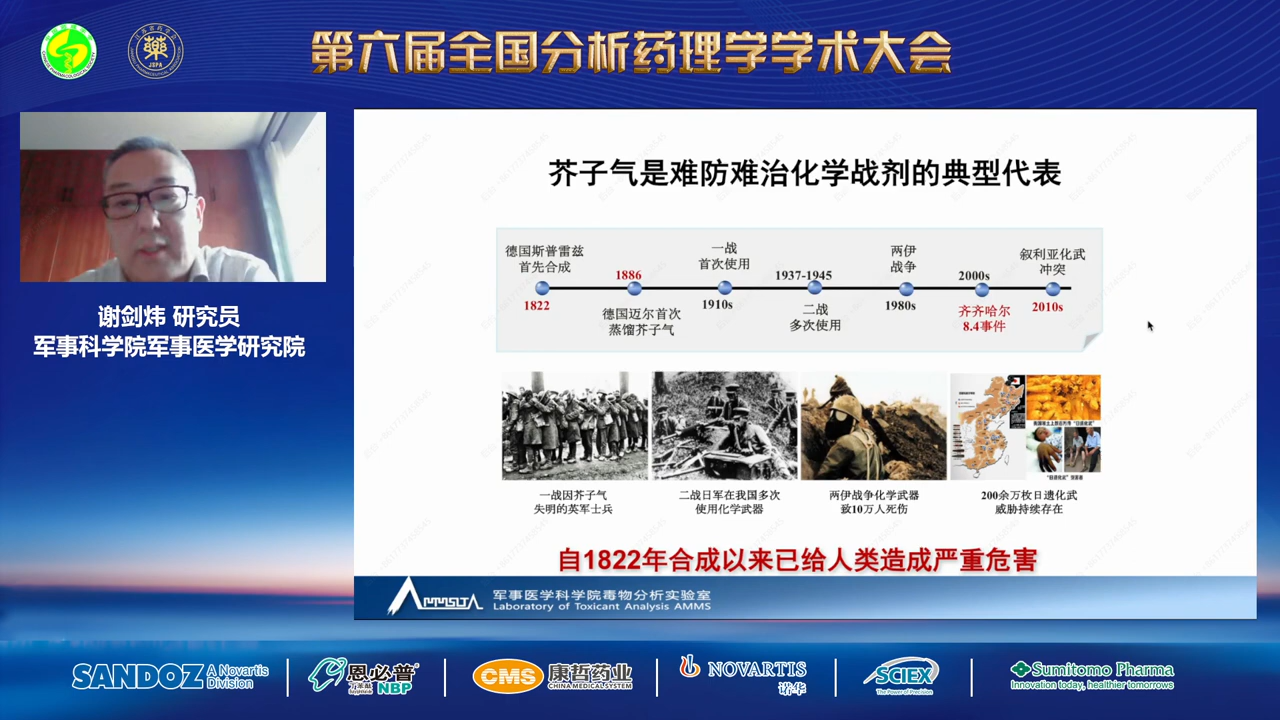 第六届全国分析药理学学术大会
JSPA
谢剑炜 研究员
军事科学院军事医学研究院
芥子气是难防难治化学战剂的典型代表
德国斯普雷兹
首先合成
1822
1886
德国迈尔首次
蒸馏芥子气
一战
首次使用
1910s
1937-1945
二战
多次使用
两伊
战争
1980s
2000s
齐齐哈尔
8.4事件
叙利亚化武
冲突
2010s
一战因芥子气
失明的英军士兵
二战日军在我国多次
使用化学武器
两伊战争化学武器
致10万人死伤
200余万枚日遗化武
威胁持续存在
自1822年合成以来已给人类造成严重危害
军事医学科学院毒物分析实验室
Laboratory of Toxicant Analysis AMMS
SANDOZ A Novartis
Division
恩必普
NBP
CMS 康哲药业
CHINA MEDICAL SYSTEM
NOVARTIS
诺华
SCIEX
The Power of Precision
Sumitomo Pharma
Innovation today, healthier tomorrows